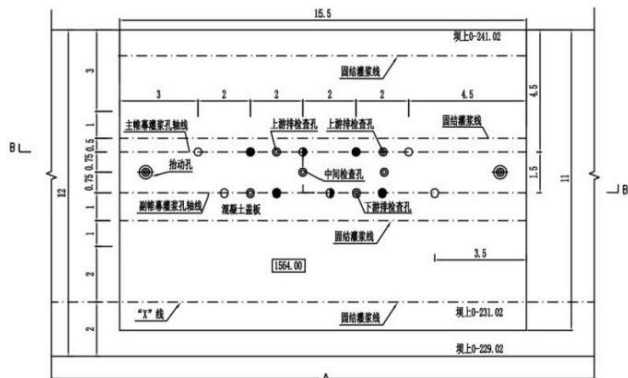 15.5
坝上0-241.02
固结灌浆线
3
3
2
2
2
2
4.5
4.5
上游排检查孔
上游排检查孔
固结灌浆线
主帷幕灌浆孔轴线
1
B
0.5
抬动孔
0.75
中间检查孔
1.5
12
0.75
11
B
副帷幕灌浆孔轴线
混凝土盖板
下游排检查孔
1
固结灌浆线
1
3.5
1564.00
2
"X"线
固结灌浆线
坝上0-231.02
2
坝上0-229.02
A